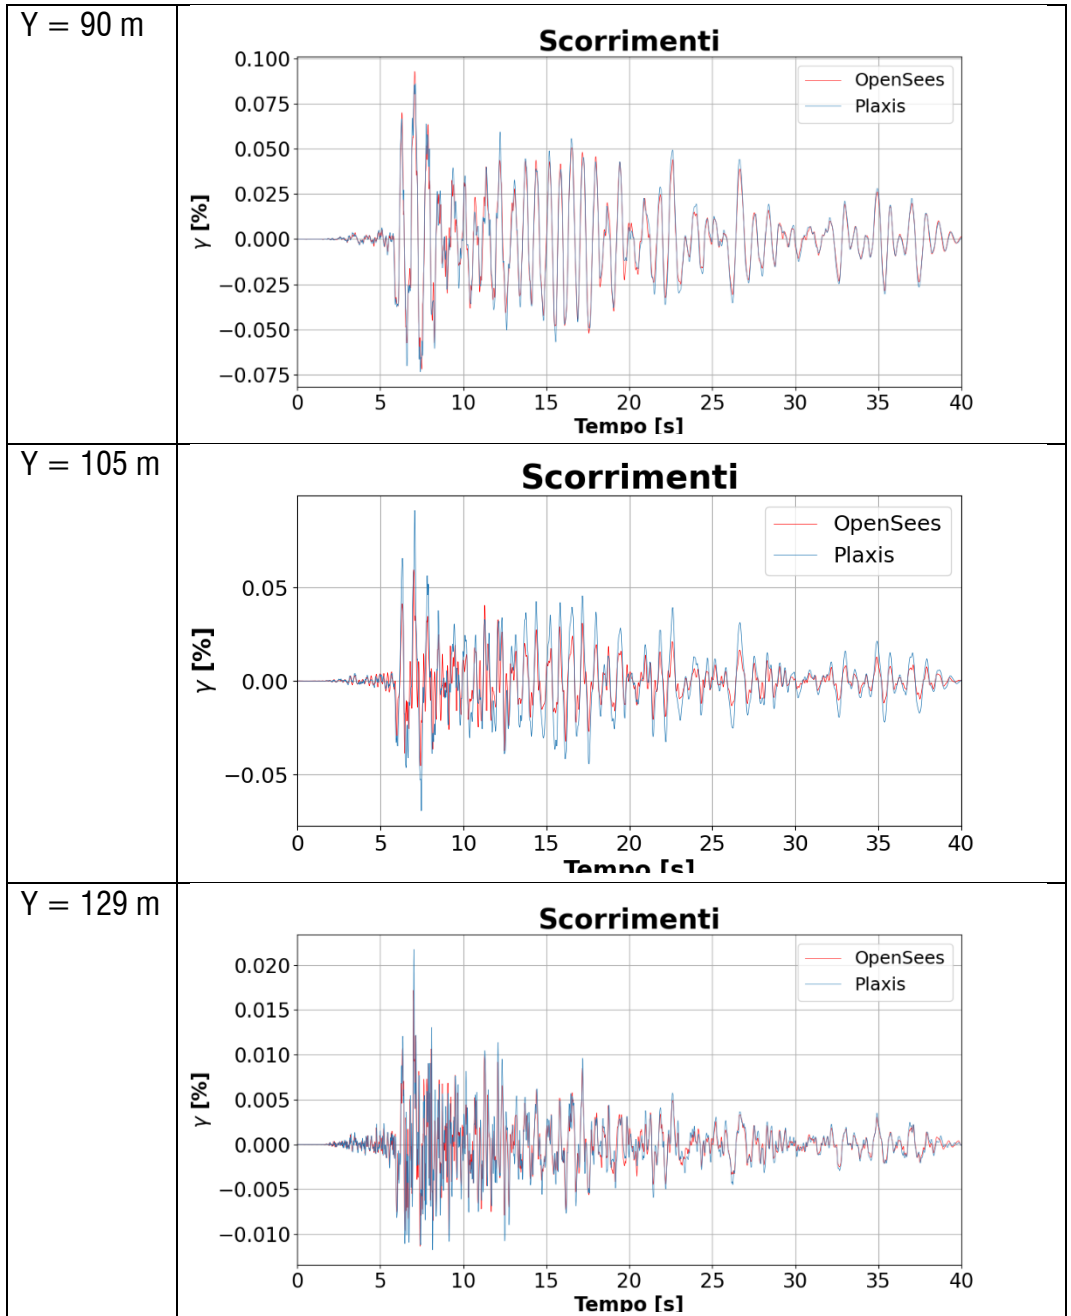 Y = 90 m
Scorrimenti
OpenSees
Plaxis
γ [%]
0.100
0.075
0.050
0.025
0.000
−0.025
−0.050
−0.075
0 5 10 15 20 25 30 35 40
Tempo [s]
Y = 105 m
Scorrimenti
OpenSees
Plaxis
γ [%]
0.05
0.00
−0.05
0 5 10 15 20 25 30 35 40
Tempo [s]
Y = 129 m
Scorrimenti
OpenSees
Plaxis
γ [%]
0.020
0.015
0.010
0.005
0.000
−0.005
−0.010
0 5 10 15 20 25 30 35 40
Tempo [s]